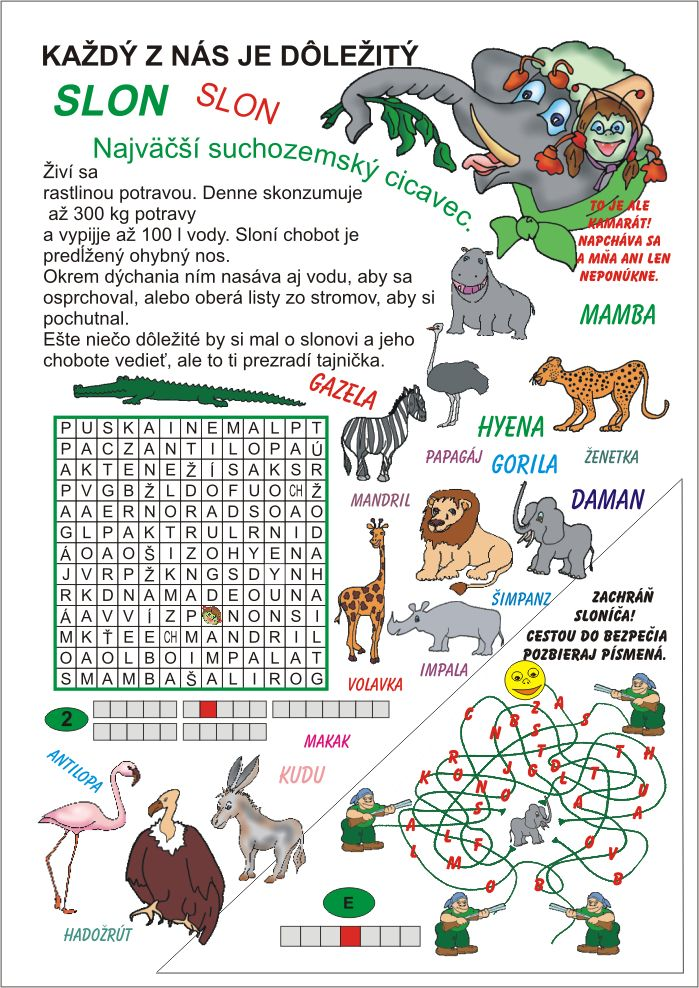 KAŽDÝ Z NÁS JE DÔLEŽITÝ
SLON SLON
Najväčší suchozemský cicavec.
Živí sa
rastlinou potravou. Denne skonzumuje
až 300 kg potravy
a vypijje až 100 l vody. Sloní chobot je
predĺžený ohybný nos.
Okrem dýchania ním nasáva aj vodu, aby sa
osprchoval, alebo oberá listy zo stromov, aby si
pochutnal.
Ešte niečo dôležité by si mal o slonovi a jeho
chobote vedieť, ale to ti prezradí tajnička.
TO JE ALE
KAMARÁT!
NAPCHÁVA SA
A MŇA ANI LEN
NEPONÚKNE.
MAMBA
GAZELA
HYENA
PAPAGÁJ
GORILA
ŽENETKA
MANDRIL
DAMAN
P U S K A I N E M A L P T
P A C Z A N T I L O P A Ú
A K T E N E Ž Í S A K S R
P V G B Ž L D O F U O CH Ž
A A E R N O R A D S O A O
G L P A K T R U L R N I D
Á O A O Š I Z O H Y E N A
J V R P Ž K N G S D Y N H
R K D N A M A D E O U N A
Á A V V Í Z P N O N S I
M K Ť E E CH M A N D R I L
O A O L B O I M P A L A T
S M A M B A Š A L I R O G
ŠIMPANZ
IMPALA
VOLAVKA
ZACHRÁŇ
SLONÍČA!
CESTOU DO BEZPEČIA
POZBIERAJ PÍSMENÁ.
2
MAKAK
ANTILOPA
KUDU
HADOŽRÚT
C N B Z A S
S
R T T H
K O J G D L T
N O A U
S A
A L F O
L M V
O B B
E